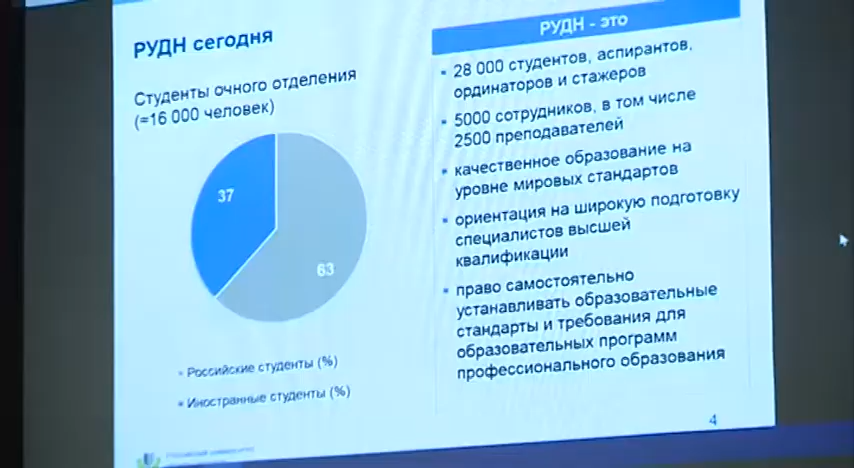 РУДН сегодня
Студенты очного отделения
(=16 000 человек)
37
63
Российские студенты (%)
Иностранные студенты (%)
РУДН - это
28 000 студентов, аспирантов,
ординаторов и стажеров
5000 сотрудников, в том числе
2500 преподавателей
качественное образование на
уровне мировых стандартов
ориентация на широкую подготовку
специалистов высшей
квалификации
право самостоятельно
устанавливать образовательные
стандарты и требования для
образовательных программ
профессионального образования
4